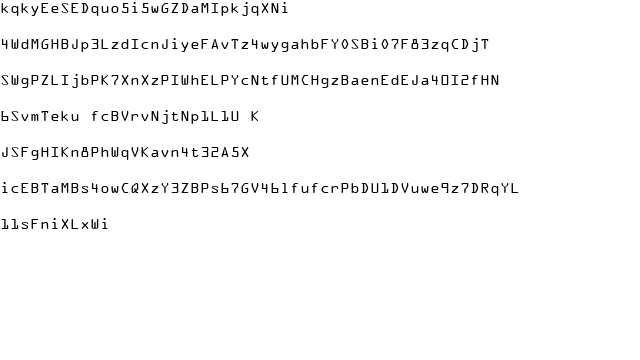 kqkyEeSEDquo5i5wGZDaMIpkjqXNi
4WdMGHBJp3LzdIcnJiyeFAvTz4wygahbFY0SBi07F83zqCDjT
SWgPZLIjbPK7XnXzPIWhELPYcNtfUMCHgzBaenEdEJa4OI2fHN
6SvmTeku fcBVrvNjtNp1L1U K
JSFgHIKn8PhWqVKavn4t32A5X
icEBTaMBs4owCQXzY3ZBPs67GV461fufcrPbDU1DVuwe9z7DRqYL
11sFniXLxWi